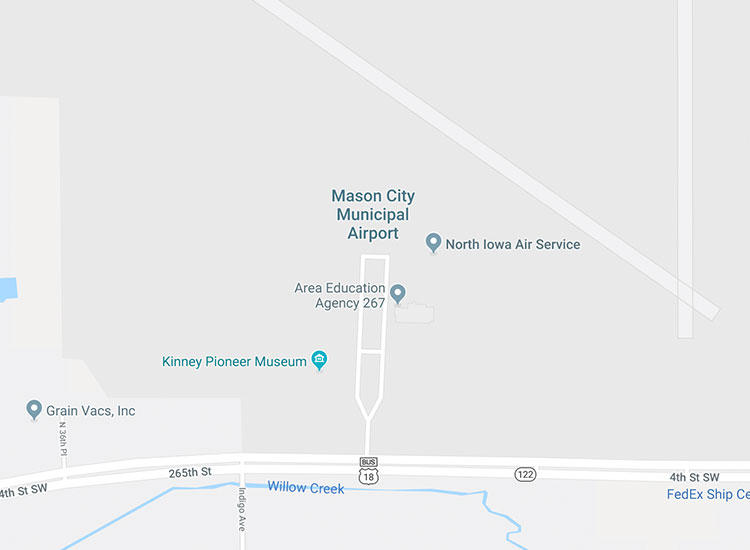 Mason City
Municipal
Airport
North Iowa Air Service
Area Education
Agency 267
Kinney Pioneer Museum
Grain Vacs, Inc
N 36th Pl
BUS
18
122
265th St
4th St SW
4th St SW
Willow Creek
Indigo Ave
FedEx Ship Ce